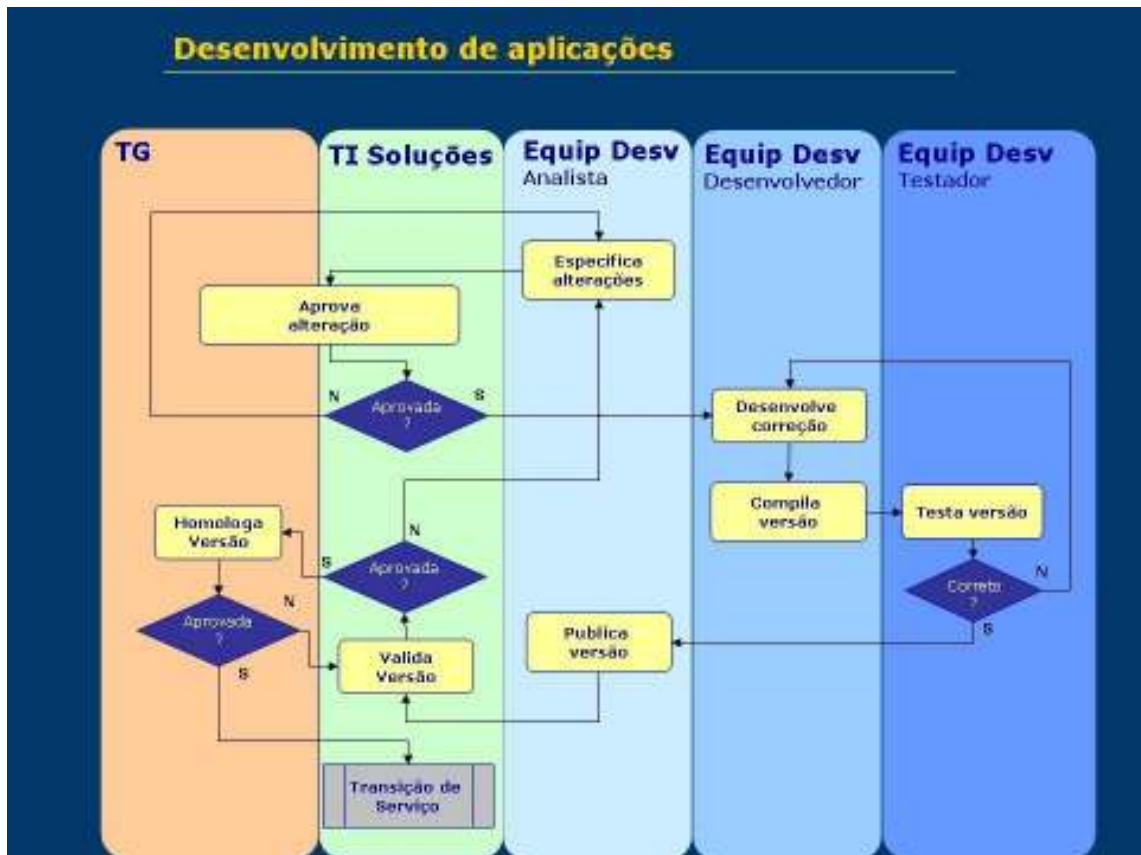 Desenvolvimento de aplicações
TG
TI Soluções
Equip Desv
Analista
Equip Desv
Desenvolvedor
Equip Desv
Testador
Especifica
alterações
Aprova
alteração
N
Aprovada
?
S
Desenvolve
correção
Compila
versão
Testa versão
Homologa
Versão
N
S
Aprovada
?
Correto
?
N
S
Aprovada
?
N
S
Publica
versão
Valida
Versão
Transição de
Serviço